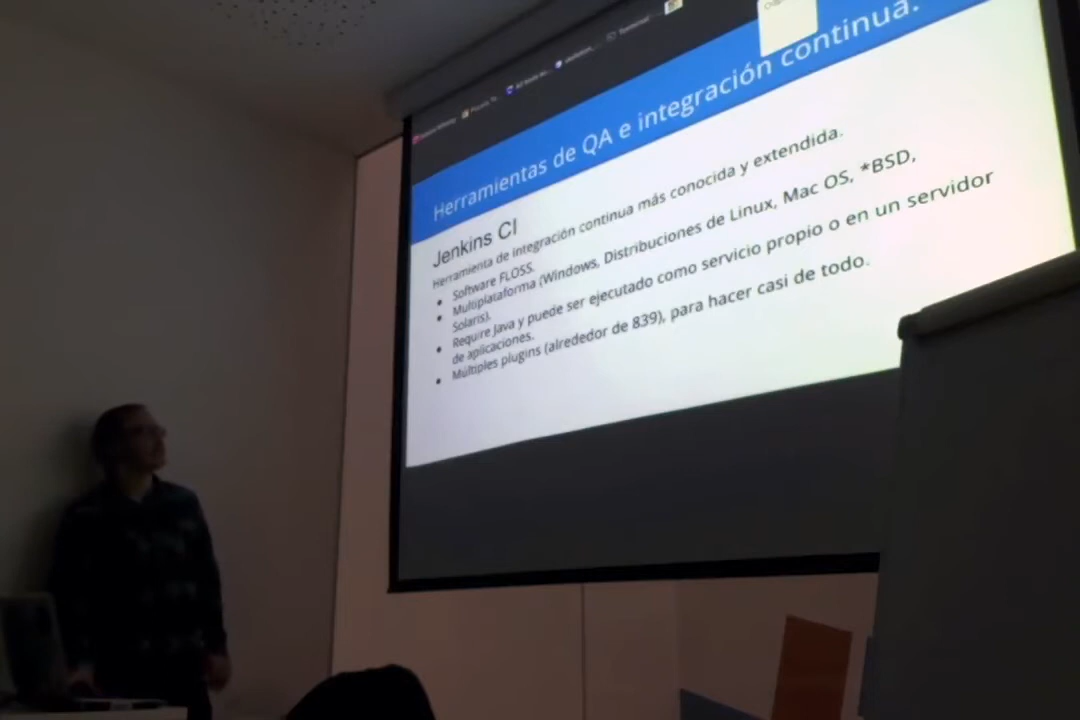 Herramientas de QA e integración continua.
Jenkins CI
Herramienta de integración continua más conocida y extendida.
• Software FLOSS.
• Multiplataforma (Windows, Distribuciones de Linux, Mac OS, *BSD,
Solaris).
• Require Java y puede ser ejecutado como servicio propio o en un servidor
de aplicaciones.
• Múltiples plugins (alrededor de 839), para hacer casi de todo.